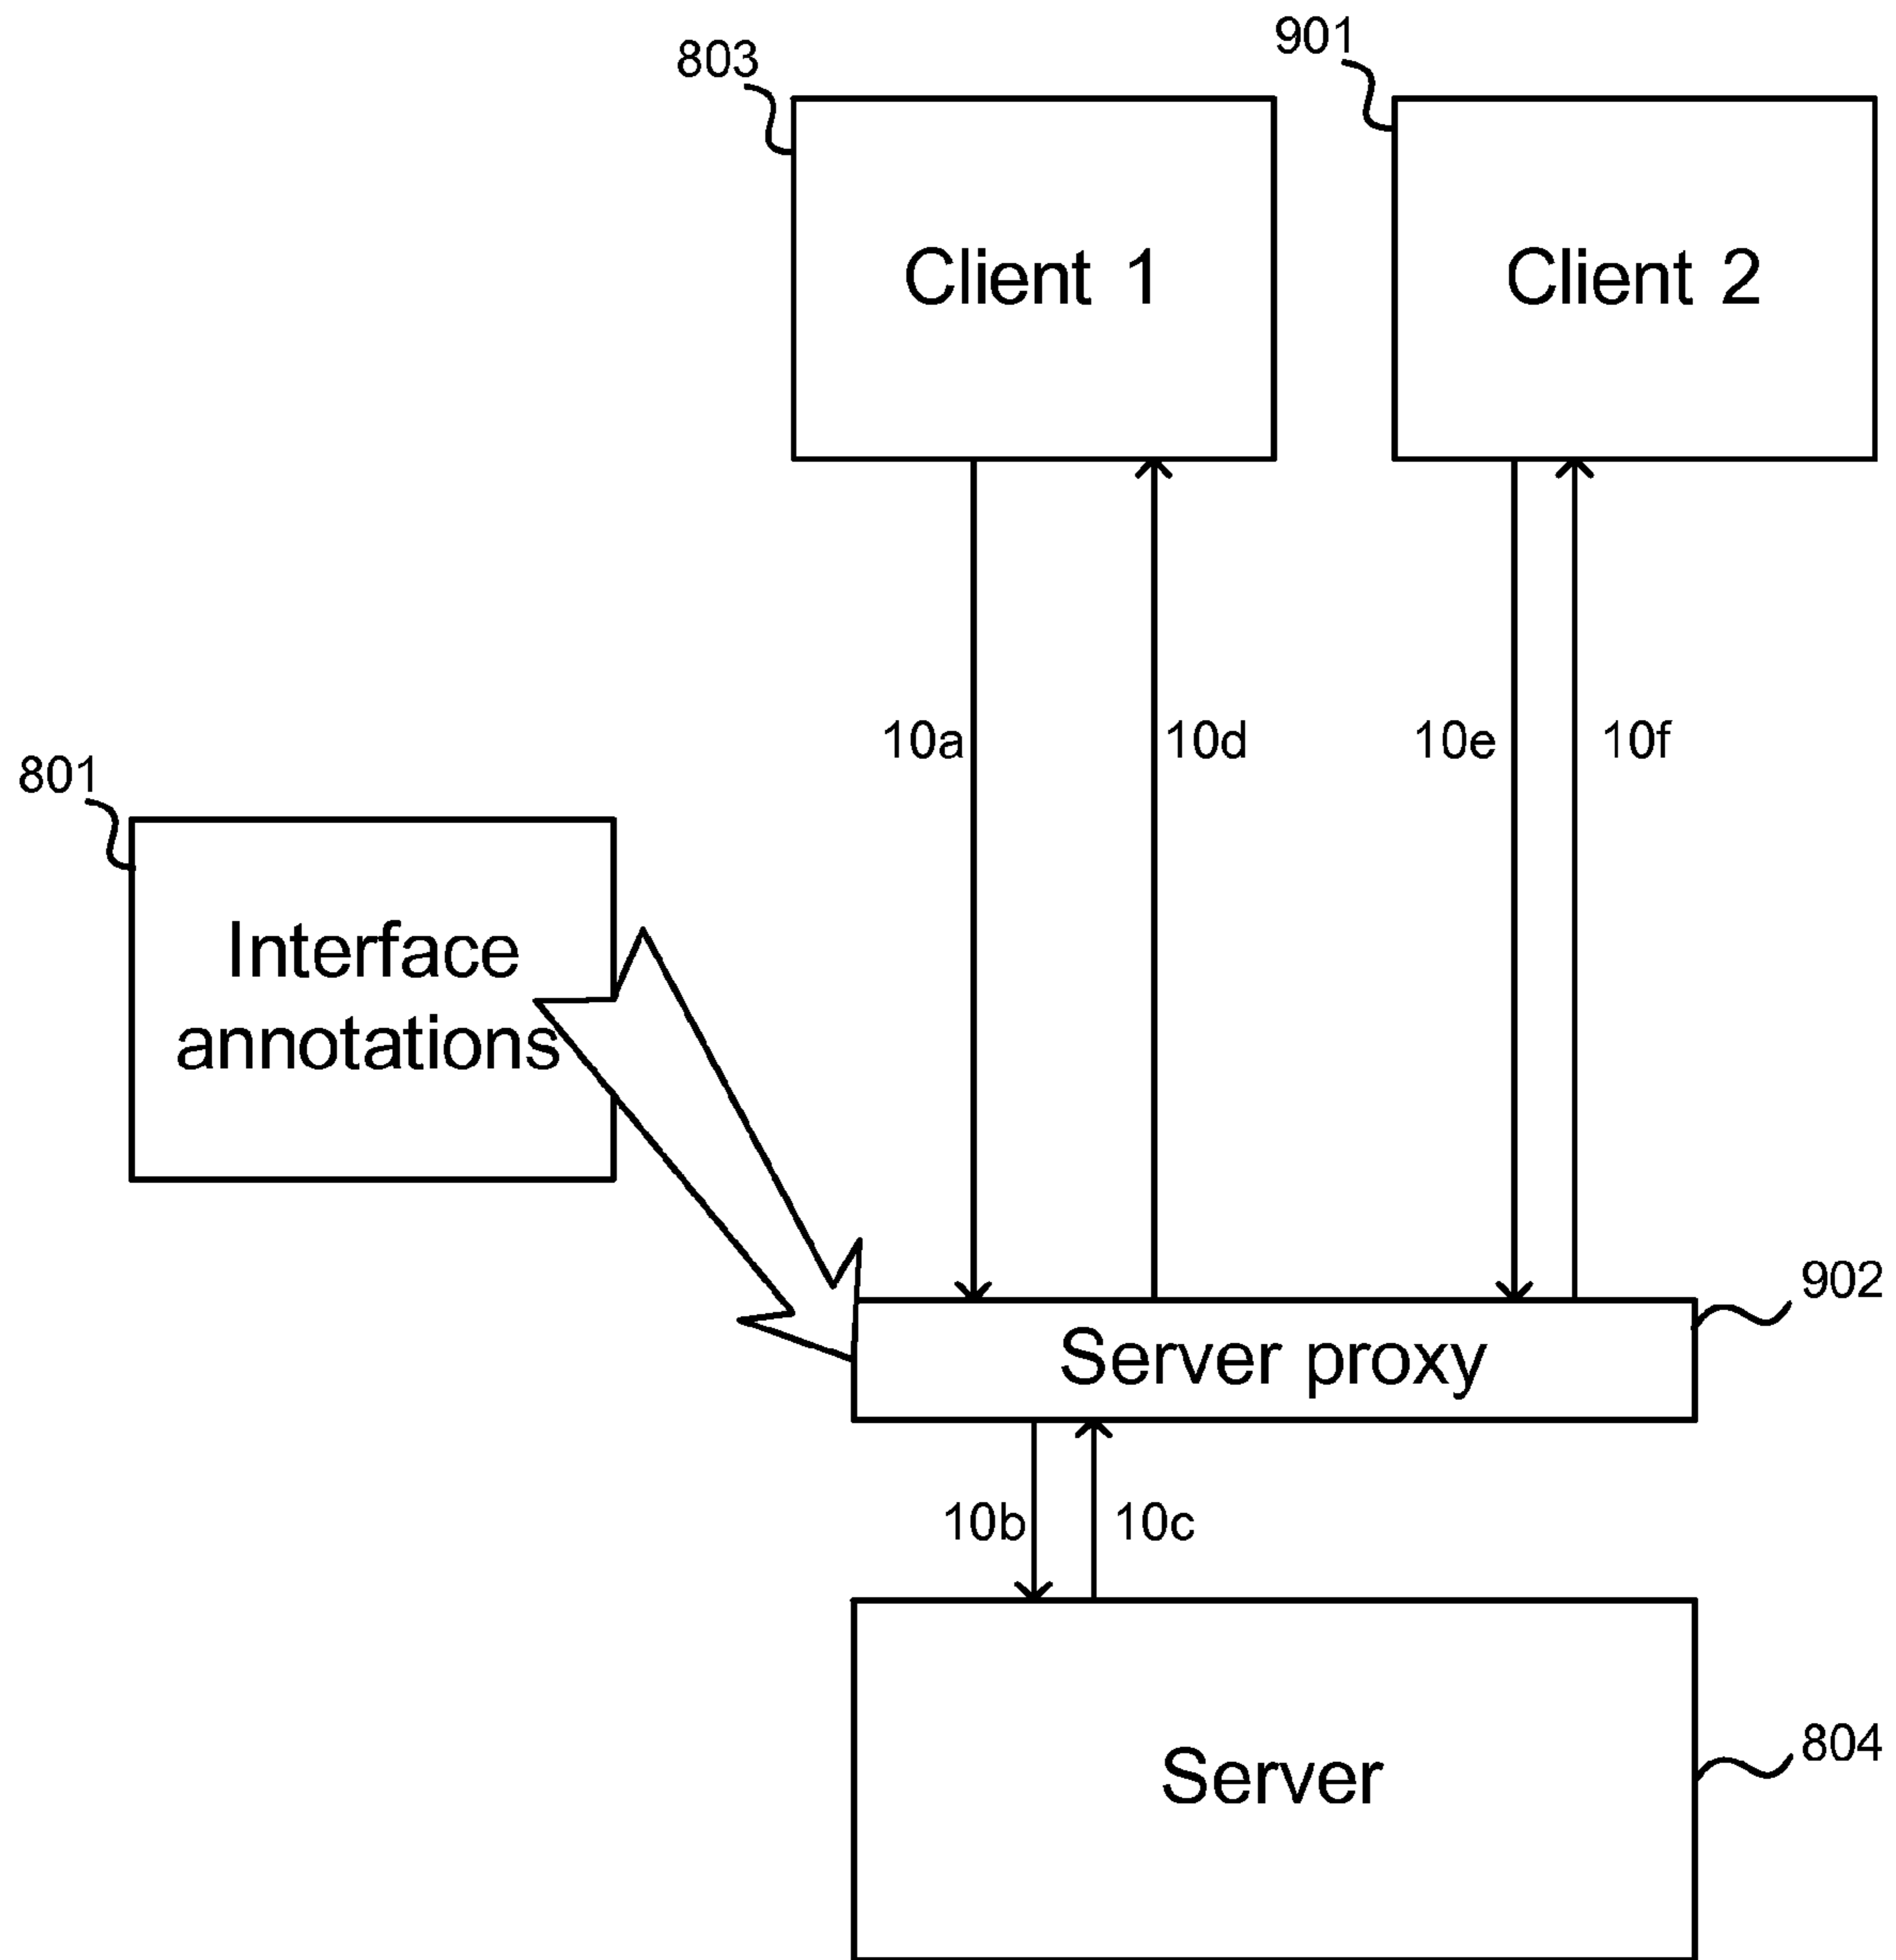 803
901
Client 1
Client 2
10a
10d
10e
10f
801
Interface
annotations
902
Server proxy
10b
10c
804
Server